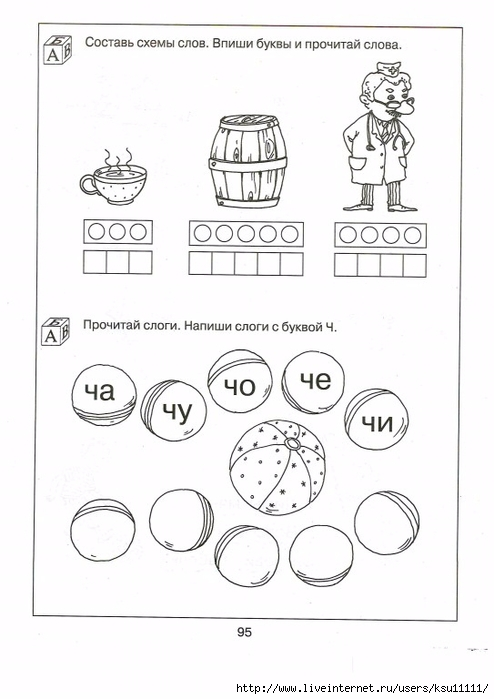 Составь схемы слов. Впиши буквы и прочитай слова.
Прочитай слоги. Напиши слоги с буквой Ч.
ча
чу
чо
че
чи
95
http://www.liveinternet.ru/users/ksu11111/